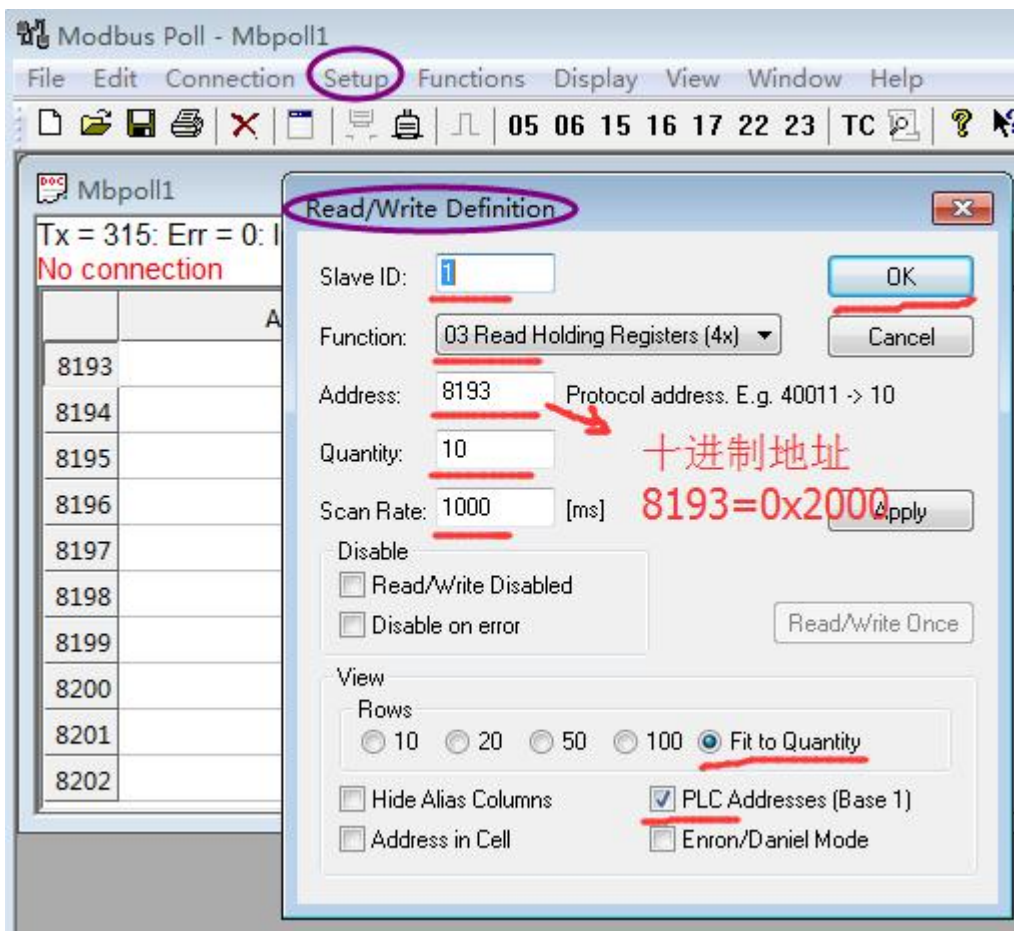 Modbus Poll - Mbpoll1
File Edit Connection Setup Functions Display View Window Help
05 06 15 16 17 22 23 TC
Mbpoll1
Tx = 315: Err = 0: I
No connection
A
8193
8194
8195
8196
8197
8198
8199
8200
8201
8202
Read/Write Definition
Slave ID: 1
OK
Function: 03 Read Holding Registers (4x)
Cancel
Address: 8193 Protocol address. E.g. 40011 -> 10
十进制地址
Quantity: 10
8193=0x2000
Scan Rate: 1000 [ms]
Apply
Disable
Read/Write Disabled
Disable on error
Read/Write Once
View
Rows
10 20 50 100 Fit to Quantity
Hide Alias Columns PLC Addresses (Base 1)
Address in Cell Enron/Daniel Mode